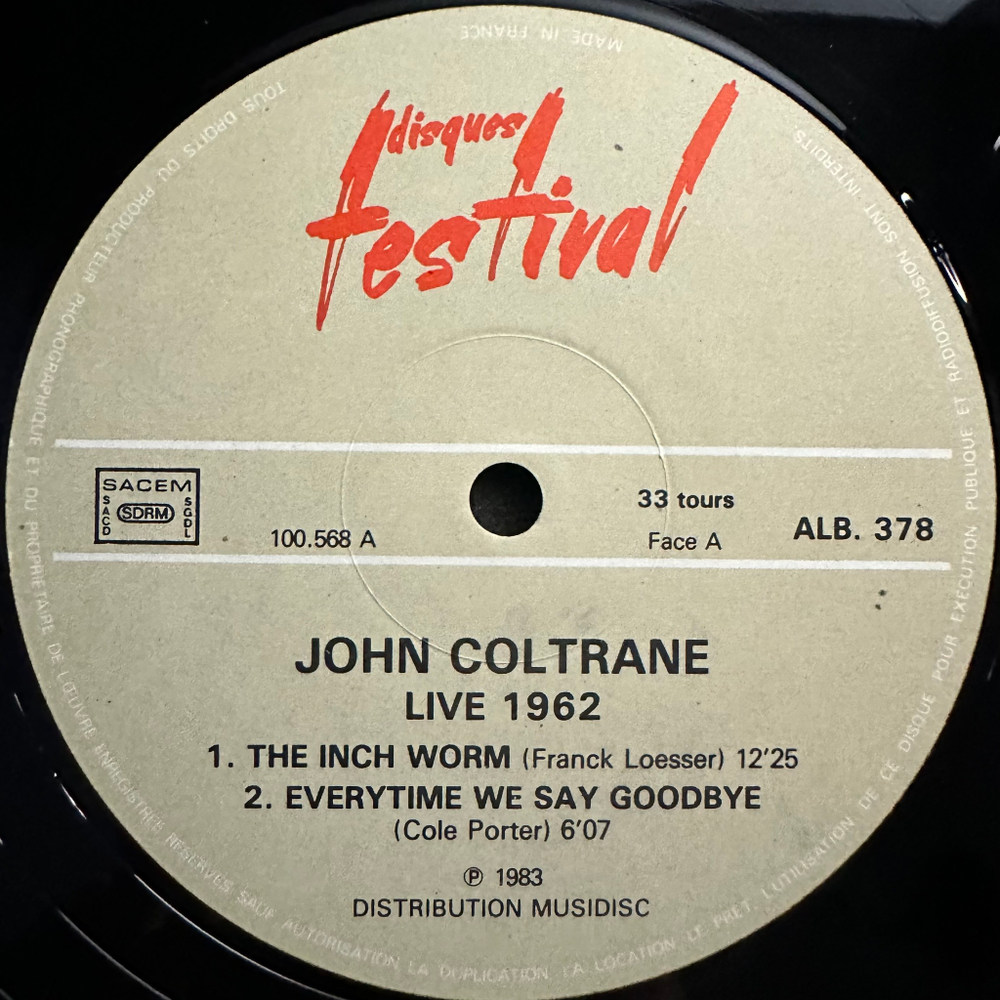 MADE IN FRANCE
disques
festival
SACEM
SACD
SDRM
SGDL
100.568 A
33 tours
Face A
ALB. 378
JOHN COLTRANE
LIVE 1962
1. THE INCH WORM (Franck Loesser) 12'25
2. EVERYTIME WE SAY GOODBYE
(Cole Porter) 6'07
℗ 1983
DISTRIBUTION MUSIDISC
TOUS DROITS DU PRODUCTEUR PHONOGRAPHIQUE ET DU PROPRIÉTAIRE DE L'ŒUVRE ENREGISTRÉE RÉSERVÉS SAUF AUTORISATION LA DUPLICATION, LA LOCATION, LE PRÊT, L'UTILISATION DE CE DISQUE POUR EXECUTION PUBLIQUE ET RADIODIFFUSION SONT INTERDITS.